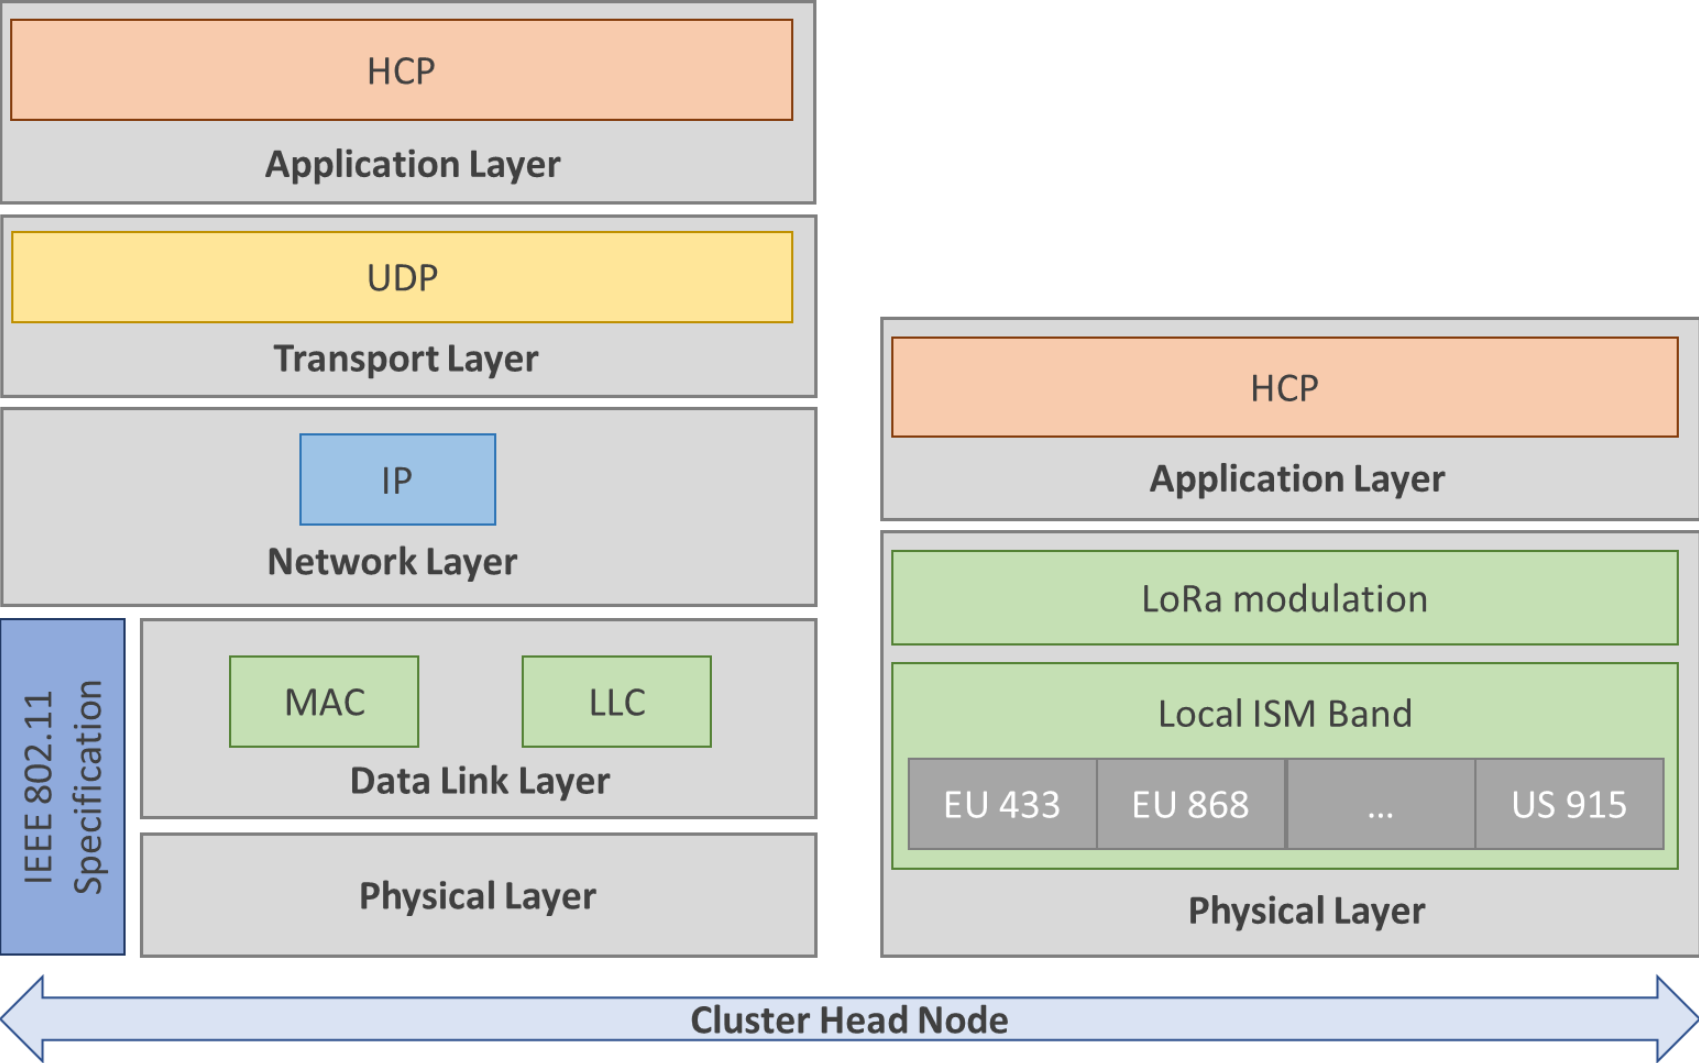 HCP
Application Layer
UDP
Transport Layer
IP
Network Layer
IEEE 802.11
Specification
MAC
LLC
Data Link Layer
Physical Layer
HCP
Application Layer
LoRa modulation
Local ISM Band
EU 433
EU 868
...
US 915
Physical Layer
Cluster Head Node